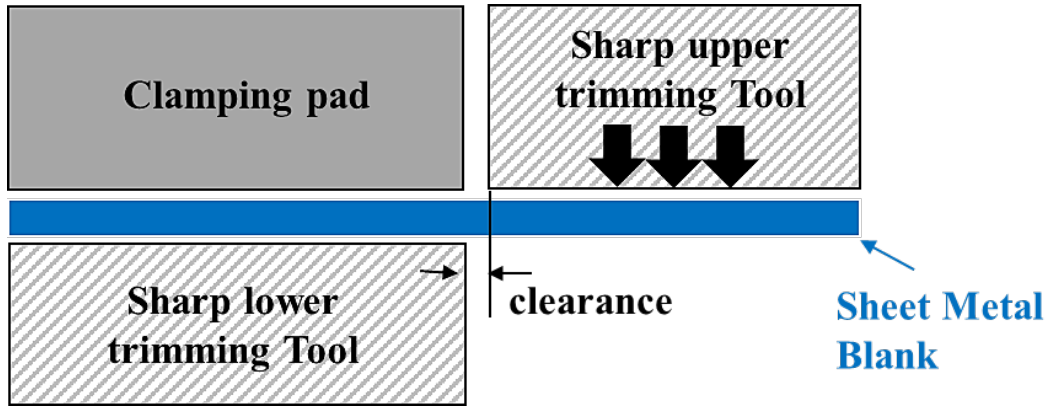 Clamping pad
Sharp upper
trimming Tool
Sharp lower
trimming Tool
clearance
Sheet Metal
Blank